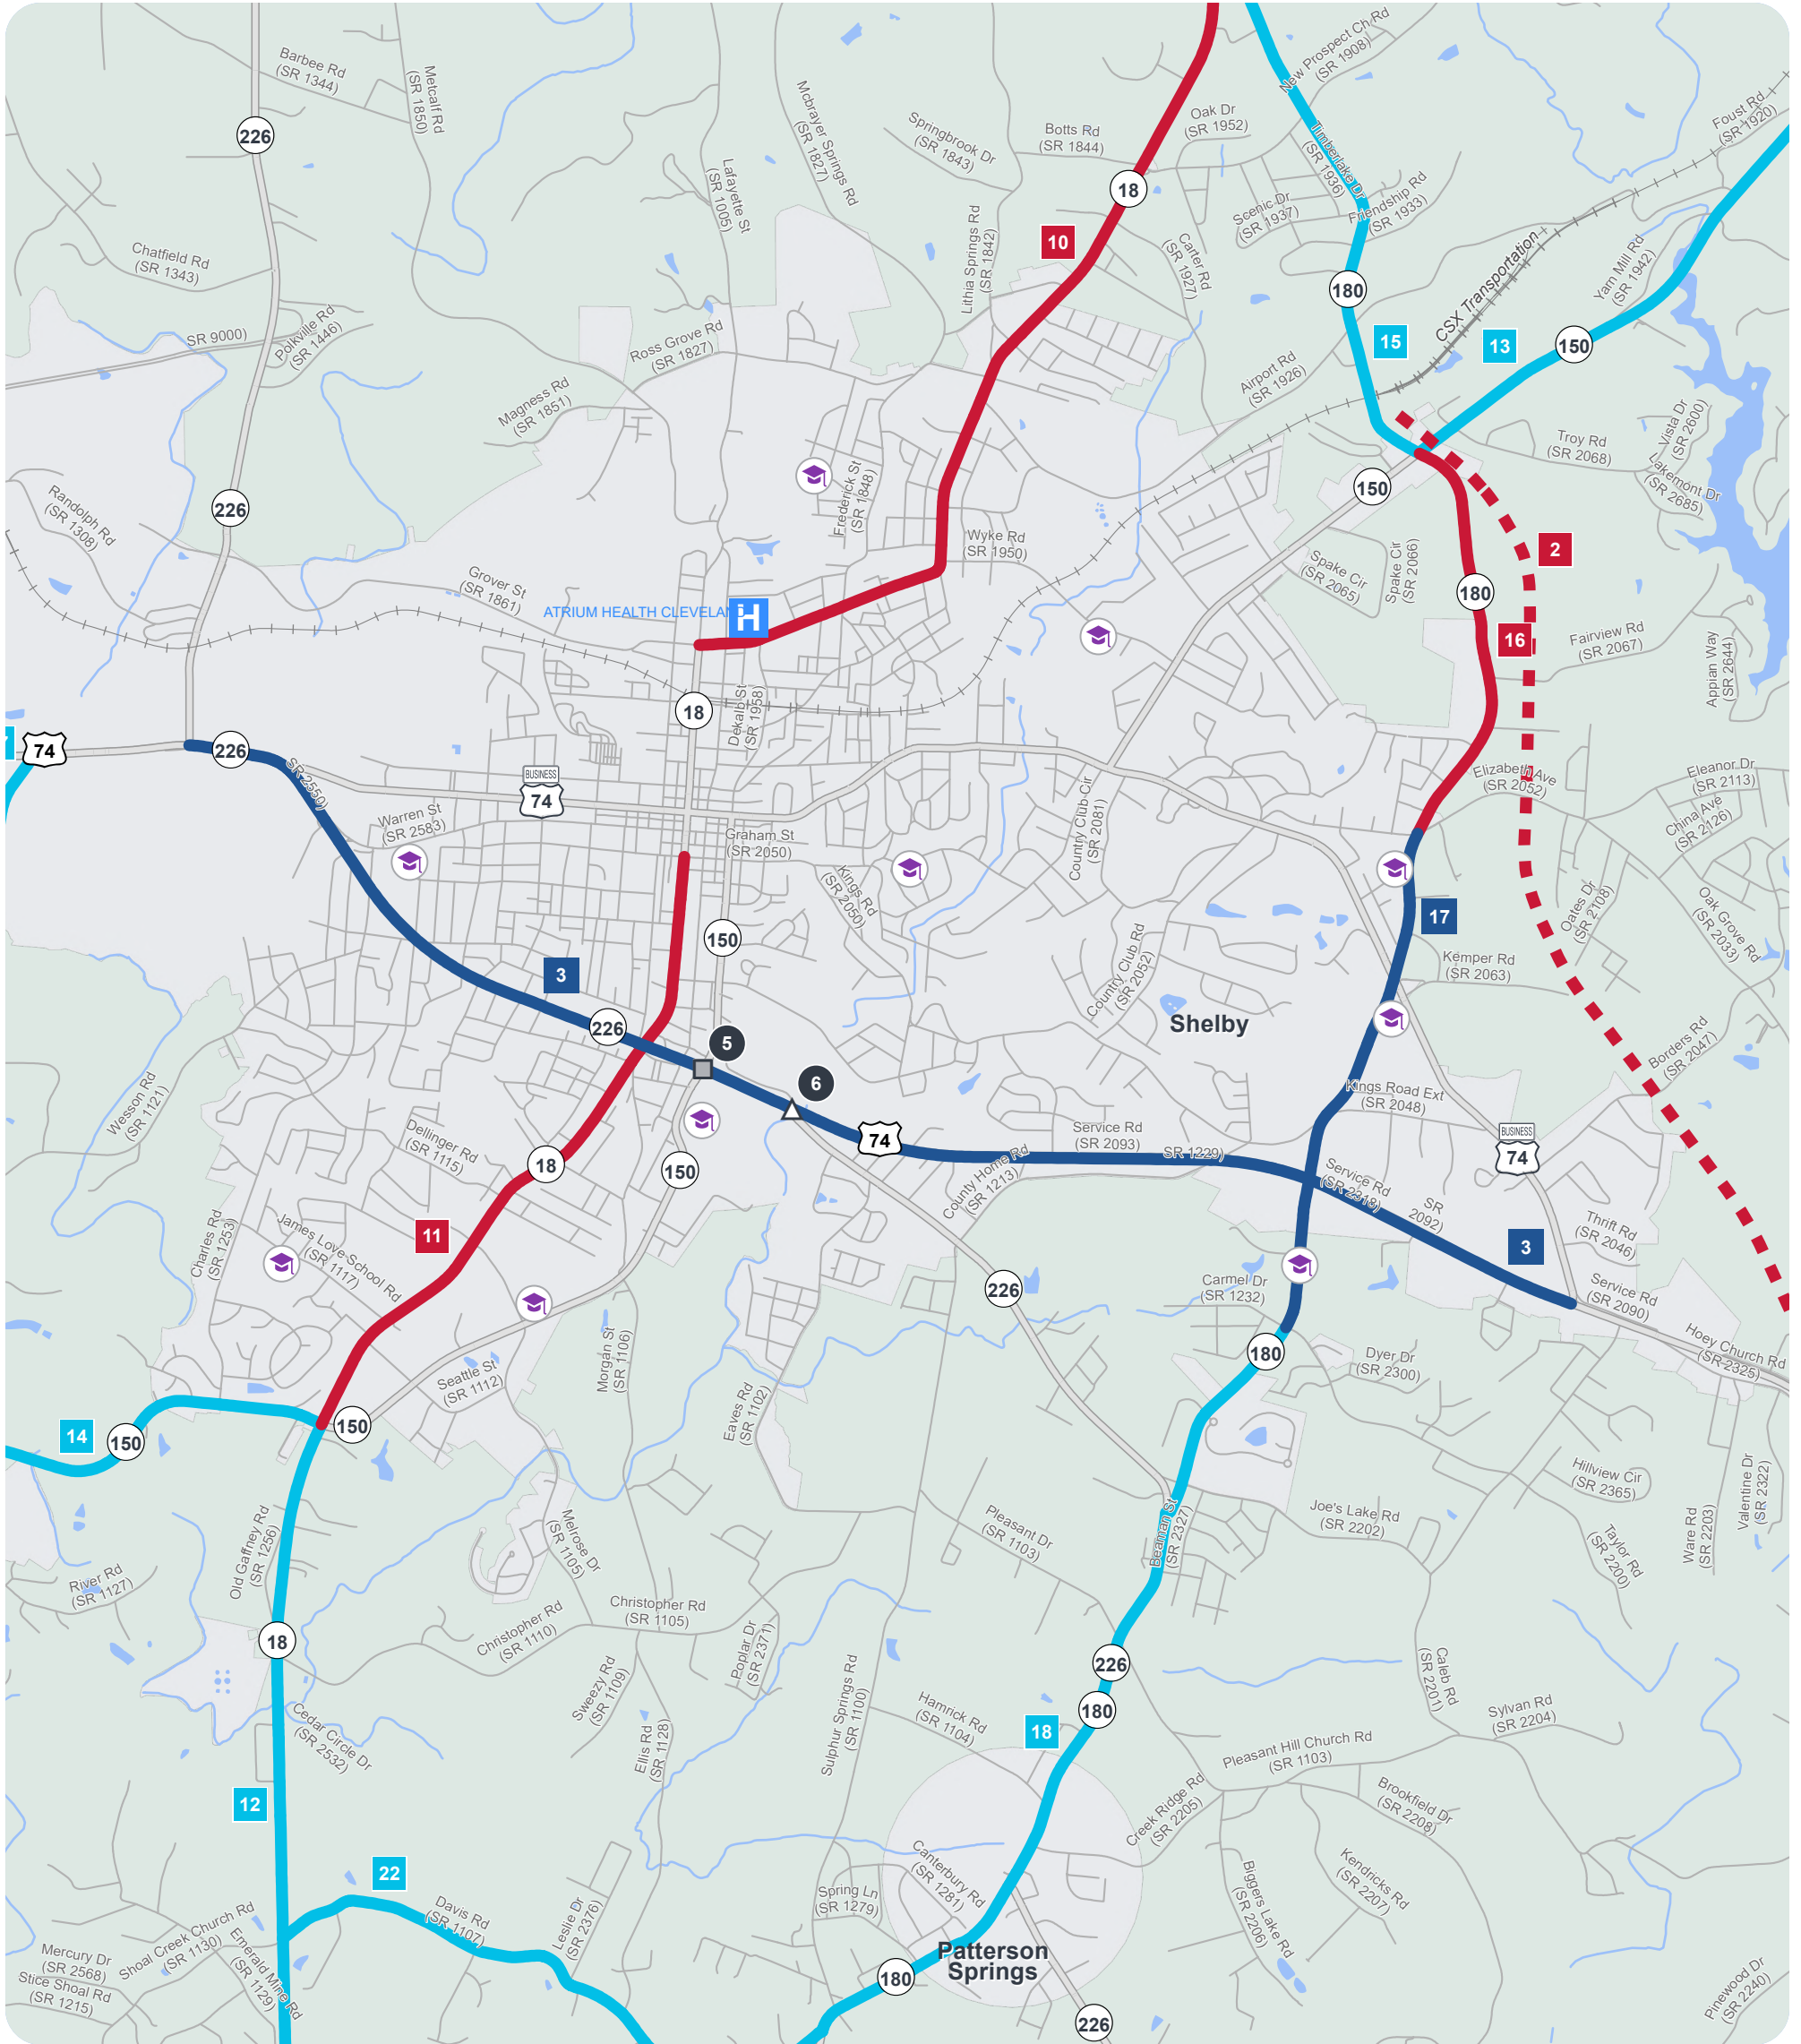 Barbee Rd
(SR 1344)
Metcalf Rd
(SR 1850)
226
Mcbrayer Springs Rd
(SR 1827)
Springbrook Dr
(SR 1843)
Botts Rd
(SR 1844)
Oak Dr
(SR 1952)
New Prospect Ch Rd
(SR 1908)
Foust Rd
(SR 1920)
Timberlake Dr
(SR 1936)
Friendship Rd
(SR 1933)
Scenic Dr
(SR 1937)
Lafayette St
(SR 1005)
18
10
Chatfield Rd
(SR 1343)
Lithia Springs Rd
(SR 1842)
Carter Rd
(SR 1927)
180
CSX Transportation
Yarn Mill Rd
(SR 1942)
SR 9000)
Polkville Rd
(SR 1446)
Ross Grove Rd
(SR 1827)
15
13
150
Magness Rd
(SR 1851)
Airport Rd
(SR 1926)
Troy Rd
(SR 2068)
Vista Dr
(SR 2600)
Lakemont Dr
(SR 2685)
Randolph Rd
(SR 1308)
226
Frederick St
(SR 1848)
150
Wyke Rd
(SR 1950)
Spake Cir
(SR 2065)
Spake Cir
(SR 2066)
2
Grover St
(SR 1861)
ATRIUM HEALTH CLEVELAN
H
180
16
Fairview Rd
(SR 2067)
Appian Way
(SR 2644)
18
Dekalb St
(SR 1958)
74
226
SR 2550)
BUSINESS
74
Warren St
(SR 2583)
Graham St
(SR 2050)
Kings Rd
(SR 2050)
Country Club Cir
(SR 2081)
Elizabeth Ave
(SR 2052)
Eleanor Dr
(SR 2113)
China Ave
(SR 2126)
Oates Dr
(SR 2108)
Oak Grove Rd
(SR 2033)
17
150
3
Kemper Rd
(SR 2063)
Country Club Rd
(SR 2052)
Shelby
226
5
6
Borders Rd
(SR 2047)
Wesson Rd
(SR 1121)
Kings Road Ext
(SR 2048)
Dellinger Rd
(SR 1115)
74
Service Rd
(SR 2093)
SR 1229)
BUSINESS
74
18
150
County Home Rd
(SR 1213)
Service Rd
(SR 2318)
SR
2092)
Thrift Rd
(SR 2046)
Charles Rd
(SR 1253)
James Love School Rd
(SR 1117)
11
3
Carmel Dr
(SR 1232)
226
Service Rd
(SR 2090)
Hoey Church Rd
(SR 2325)
180
Dyer Dr
(SR 2300)
Seattle St
(SR 1112)
Morgan St
(SR 1106)
Eaves Rd
(SR 1102)
14
150
150
Hillview Cir
(SR 2365)
Valentine Dr
(SR 2322)
Ware Rd
(SR 2203)
Joe's Lake Rd
(SR 2202)
Taylor Rd
(SR 2200)
Pleasant Dr
(SR 1103)
Beaman St
(SR 2327)
Old Gaffney Rd
(SR 1256)
Melrose Dr
(SR 1105)
River Rd
(SR 1127)
Christopher Rd
(SR 1105)
Christopher Rd
(SR 1110)
18
Poplar Dr
(SR 2371)
226
180
Caleb Rd
(SR 2201)
Sylvan Rd
(SR 2204)
Sweezy Rd
(SR 1109)
Sulphur Springs Rd
(SR 1100)
Hamrick Rd
(SR 1104)
18
Cedar Circle Dr
(SR 2532)
Ellis Rd
(SR 1128)
Pleasant Hill Church Rd
(SR 1103)
Creek Ridge Rd
(SR 2205)
Brookfield Dr
(SR 2208)
12
22
Kendricks Rd
(SR 2207)
Canterbury Rd
(SR 1281)
Spring Ln
(SR 1279)
Biggers Lake Rd
(SR 2206)
Davis Rd
(SR 1107)
Leslie Dr
(SR 2376)
Shoal Creek Church Rd
(SR 1130)
Emerald Mine Rd
(SR 1129)
Mercury Dr
(SR 2568)
Stice Shoal Rd
(SR 1215)
Patterson
Springs
180
226
Pinewood Dr
(SR 2240)